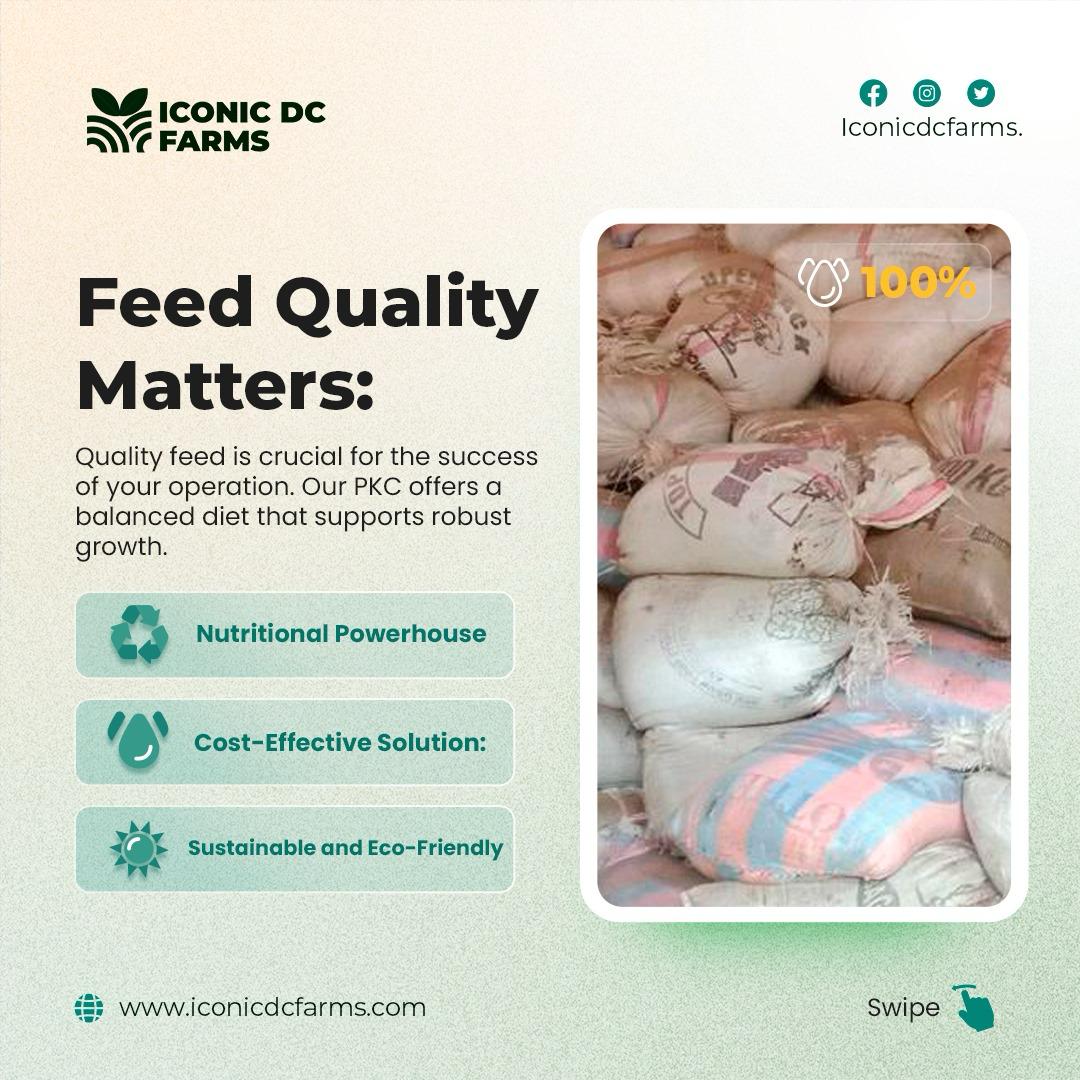 ICONIC DC
FARMS
Iconicdcfarms.
Feed Quality
Matters:
Quality feed is crucial for the success
of your operation. Our PKC offers a
balanced diet that supports robust
growth.
Nutritional Powerhouse
Cost-Effective Solution:
Sustainable and Eco-Friendly
100%
TOP
KG
www.iconicdcfarms.com
Swipe